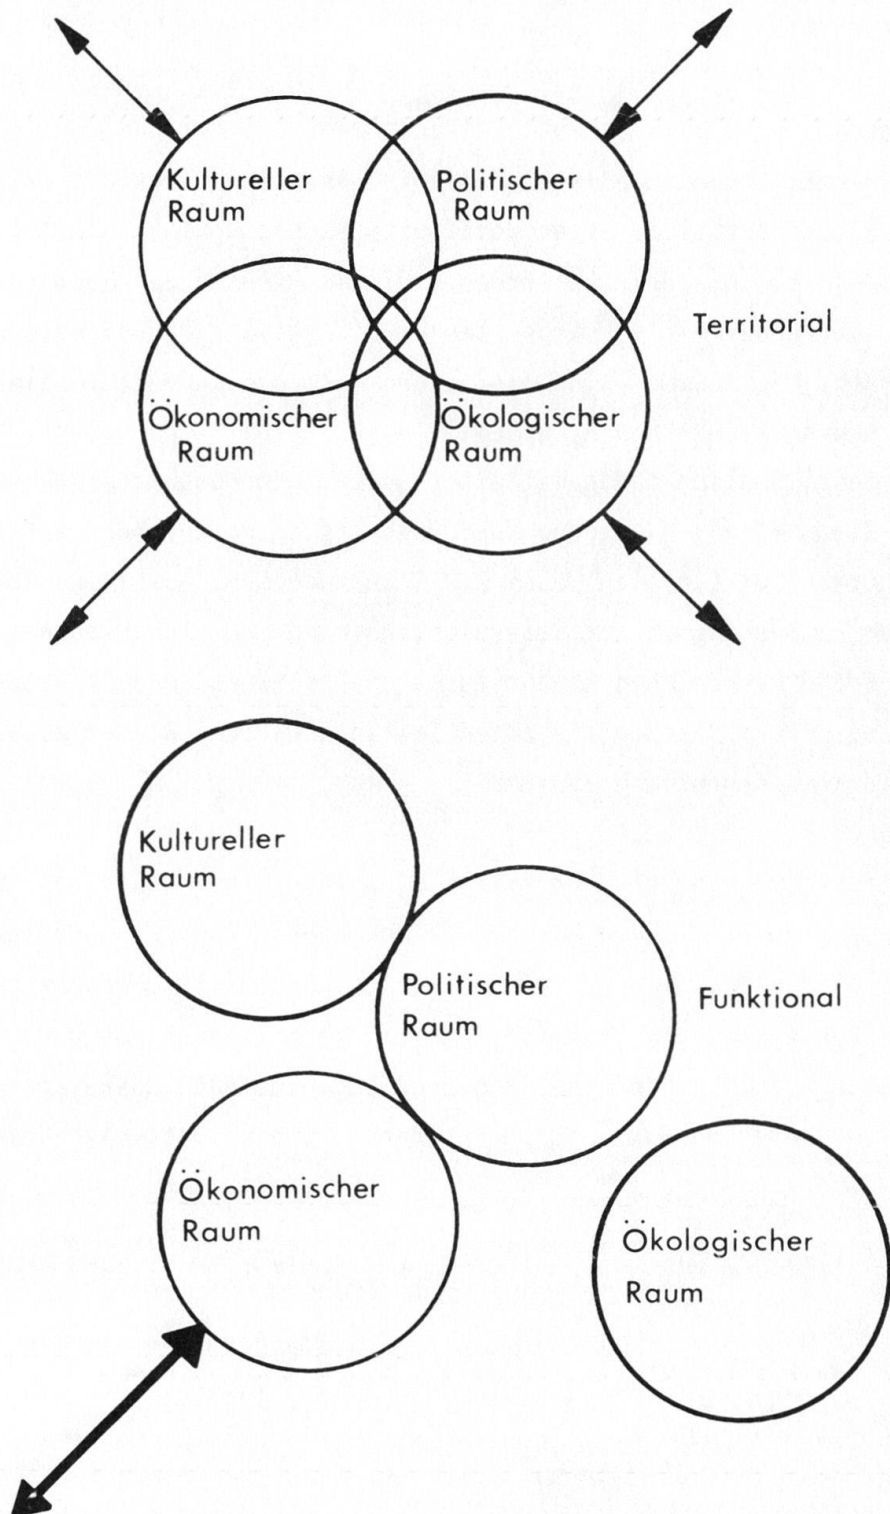 Kultureller
Raum
Politischer
Raum
Territorial
Ökonomischer
Raum
Ökologischer
Raum
Kultureller
Raum
Politischer
Raum
Funktional
Ökonomischer
Raum
Ökologischer
Raum